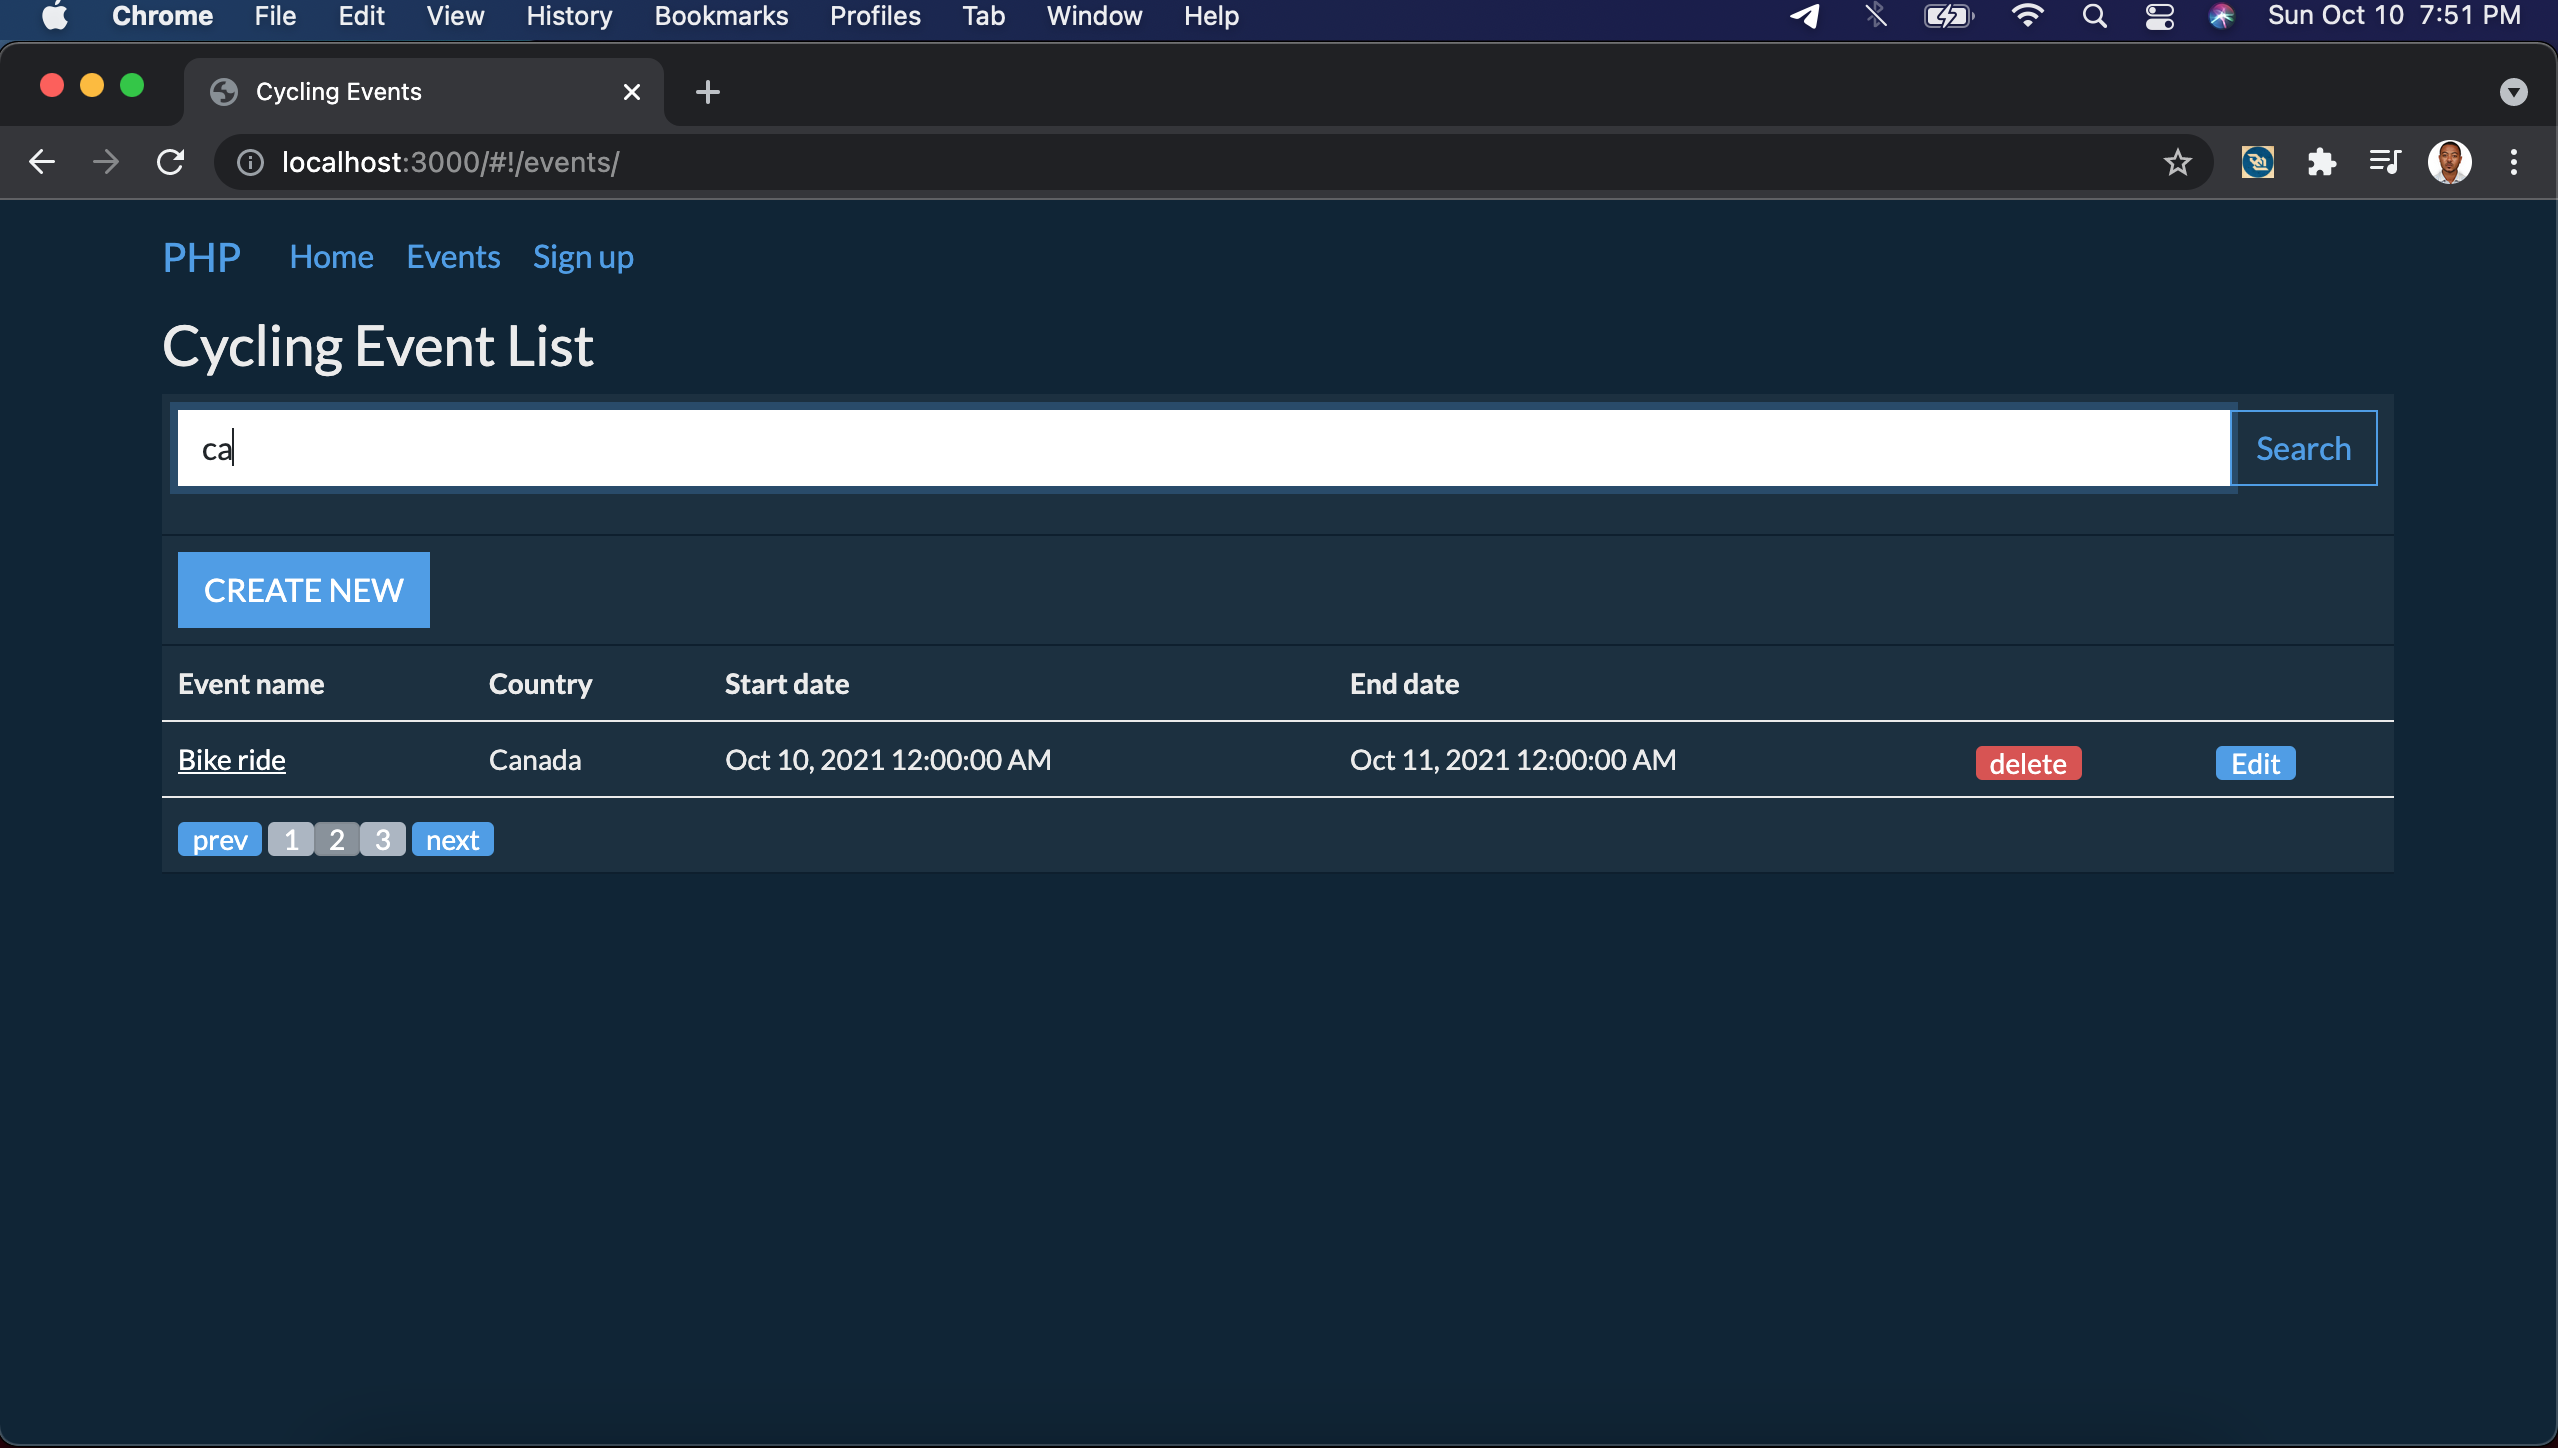 Chrome File Edit View History Bookmarks Profiles Tab Window Help Sun Oct 10 7:51 PM
Cycling Events
localhost:3000/#!/events/
PHP Home Events Sign up
Cycling Event List
ca Search
CREATE NEW
Event name Country Start date End date
Bike ride Canada Oct 10, 2021 12:00:00 AM Oct 11, 2021 12:00:00 AM delete Edit
prev 1 2 3 next